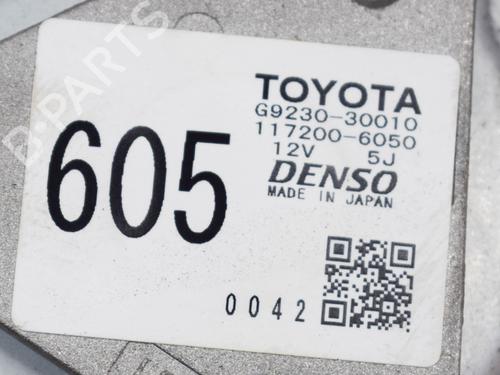 B-PARTS
605
TOYOTA
G9230-30010
117200-6050
12V 5J
DENSO
MADE IN JAPAN
0042